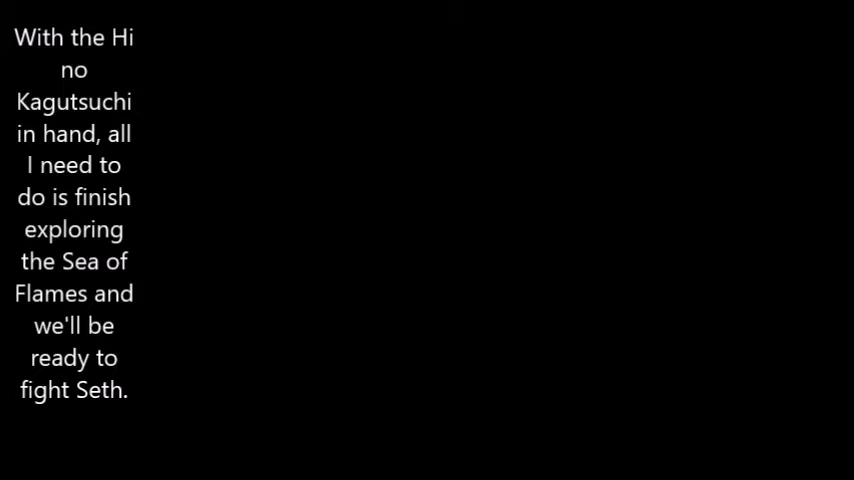 With the Hi
no
Kagutsuchi
in hand, all
I need to
do is finish
exploring
the Sea of
Flames and
we'll be
ready to
fight Seth.